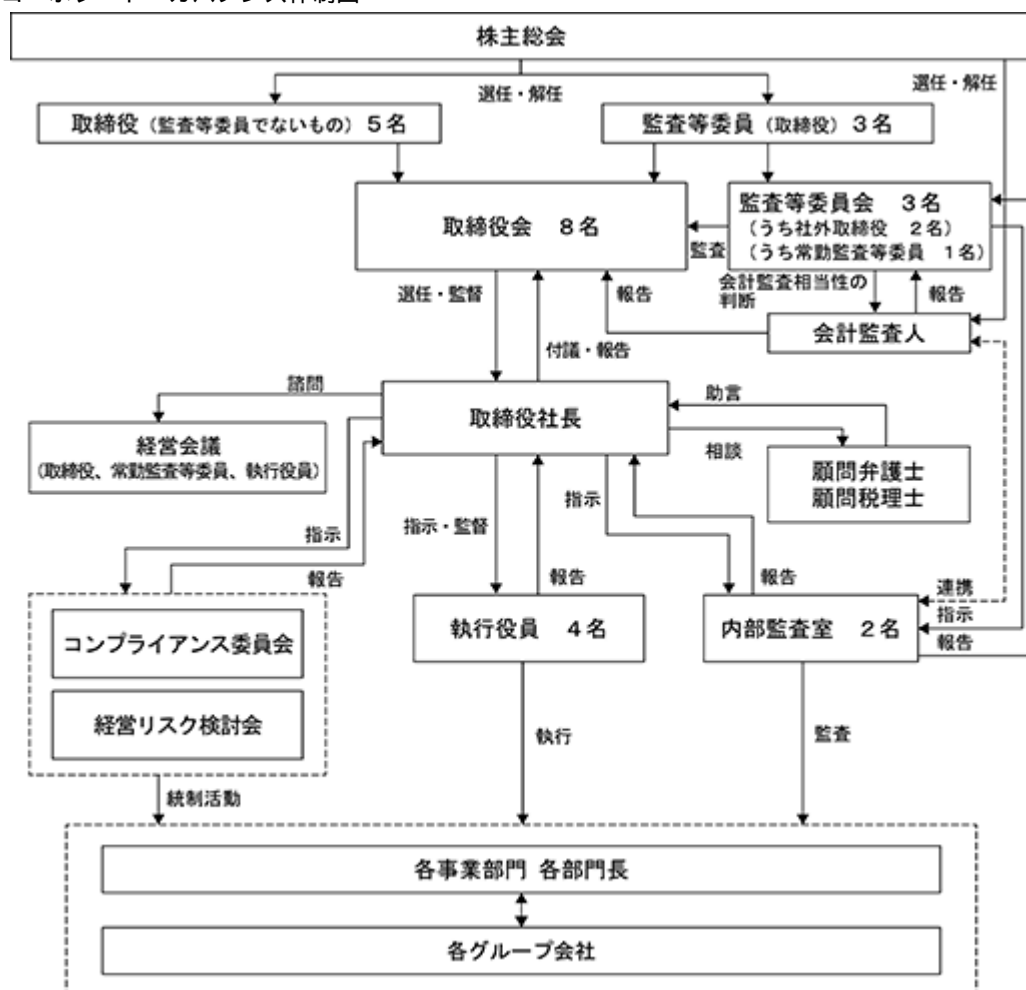 株主総会
選任・解任
選任・解任
取締役（監査等委員でないもの）５名
監査等委員（取締役）３名
取締役会　８名
監査
監査等委員会　３名
（うち社外取締役　２名）
（うち常勤監査等委員　１名）
選任・監督
付議・報告
報告
会計監査相当性の
判断
報告
会計監査人
諮問
取締役社長
助言
相談
経営会議
（取締役、常勤監査等委員、執行役員）
顧問弁護士
顧問税理士
指示
報告
指示・監督
報告
指示
報告
連携
指示
報告
コンプライアンス委員会
経営リスク検討会
執行役員　４名
内部監査室　２名
統制活動
執行
監査
各事業部門 各部門長
各グループ会社